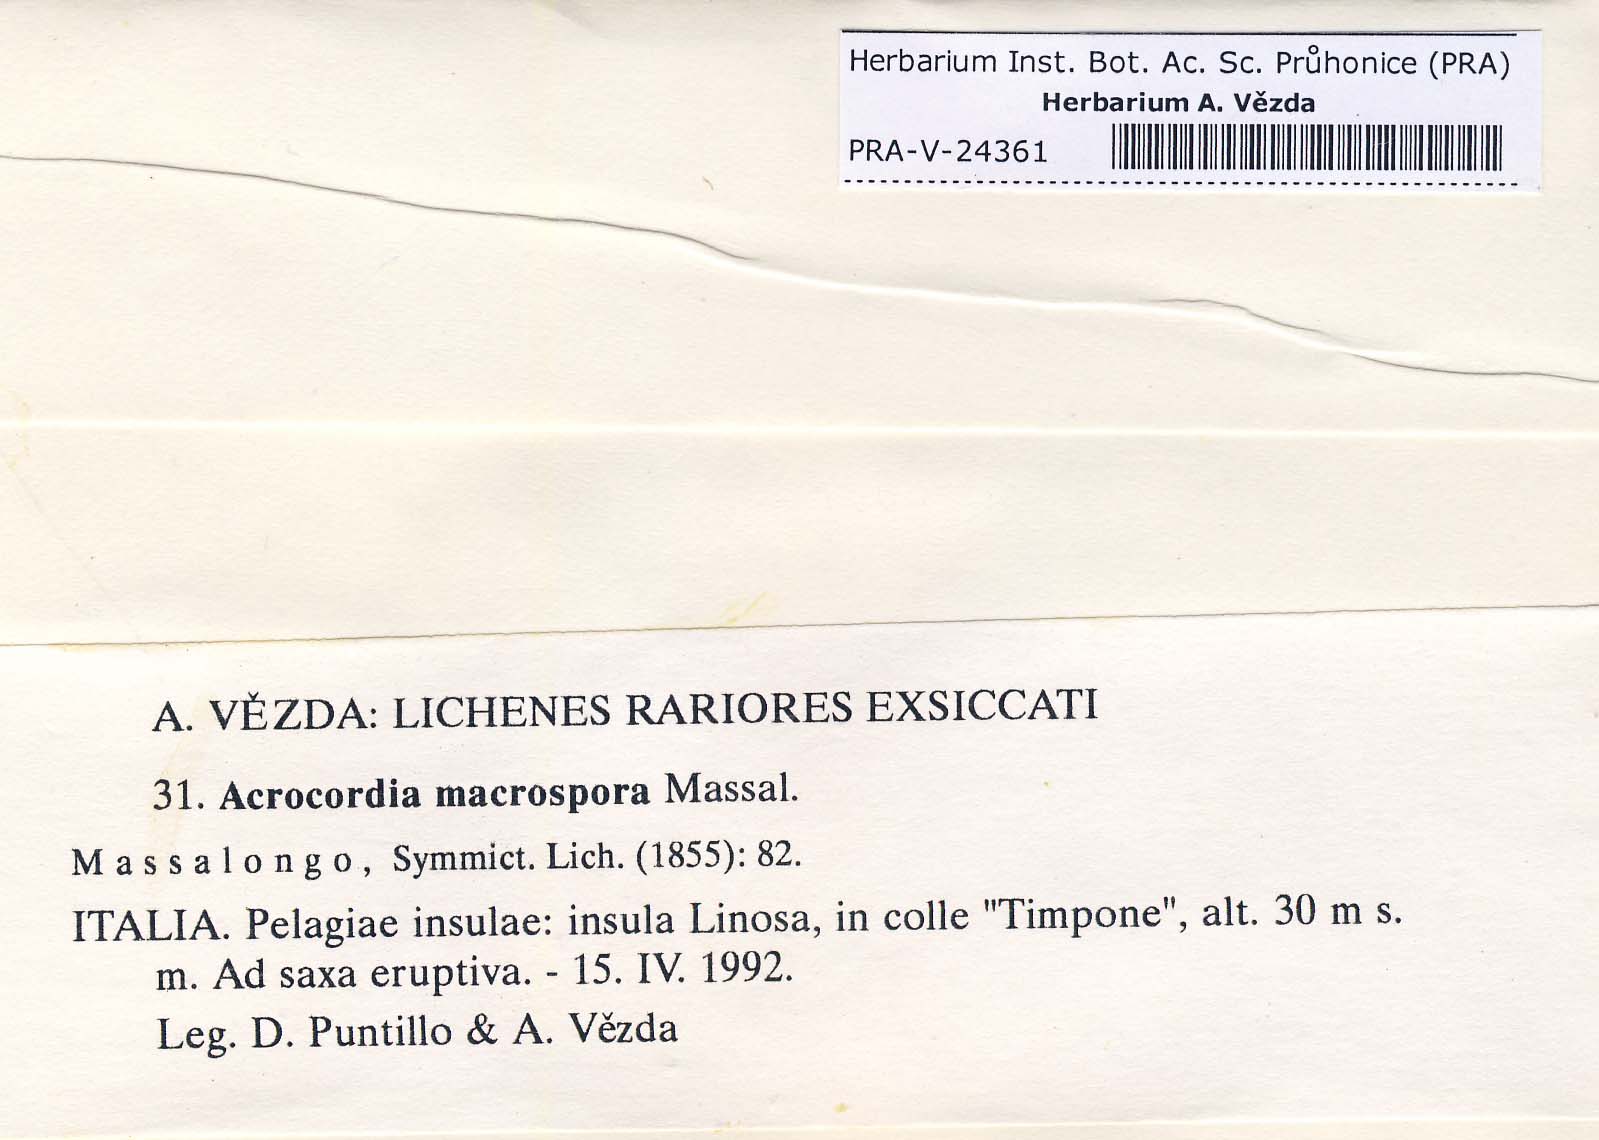 Herbarium Inst. Bot. Ac. Sc. Průhonice (PRA)
Herbarium A. Vězda
PRA-V-24361
A. VĚZDA: LICHENES RARIORES EXSICCATI
31. Acrocordia macrospora Massal.
Massalongo, Symmict. Lich. (1855): 82.
ITALIA. Pelagiae insulae: insula Linosa, in colle "Timpone", alt. 30 m s.
m. Ad saxa eruptiva. - 15. IV. 1992.
Leg. D. Puntillo & A. Vězda